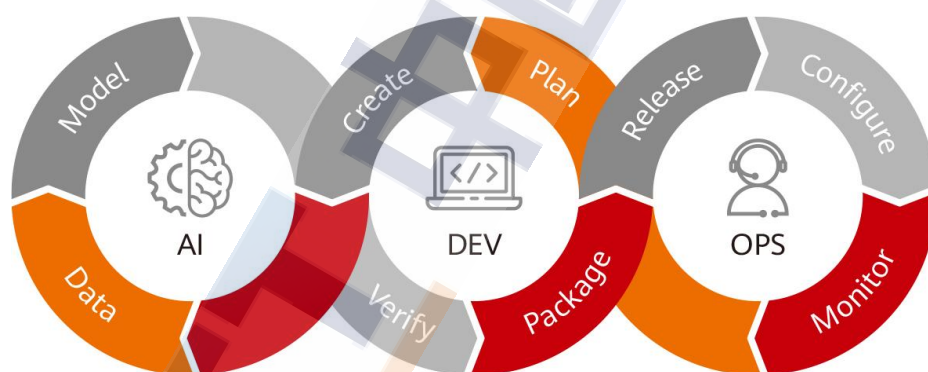 Model
Data
AI
Create
Plan
Verify
Package
DEV
Release
Configure
Monitor
OPS